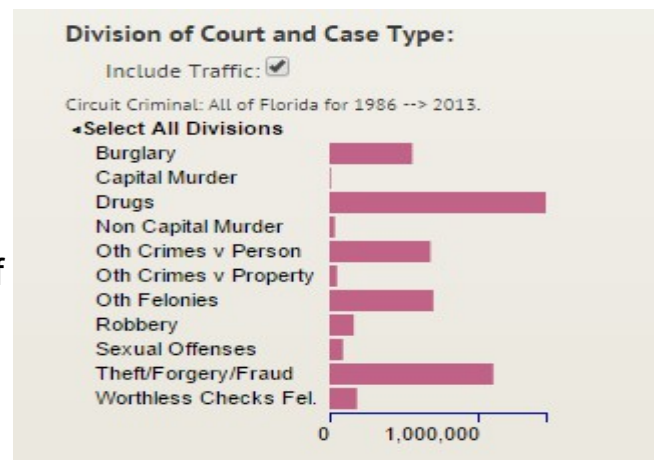 Division of Court and Case Type:
Include Traffic:
Circuit Criminal: All of Florida for 1986 --> 2013.
◂Select All Divisions
Burglary
Capital Murder
Drugs
Non Capital Murder
Oth Crimes v Person
Oth Crimes v Property
Oth Felonies
Robbery
Sexual Offenses
Theft/Forgery/Fraud
Worthless Checks Fel.
0 1,000,000